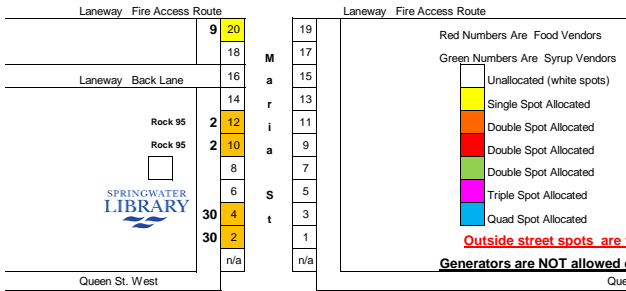 Laneway Fire Access Route
Laneway Fire Access Route
9 20
19
Red Numbers Are Food Vendors
18
M
17
Green Numbers Are Syrup Vendors
Laneway Back Lane
16
a
15
Unallocated (white spots)
14
r
13
Single Spot Allocated
Rock 95
2 12
i
11
Double Spot Allocated
Rock 95
2 10
a
9
Double Spot Allocated
8
7
Double Spot Allocated
SPRINGWATER
LIBRARY
6
S
5
Triple Spot Allocated
30 4
t
3
Quad Spot Allocated
30 2
1
Outside street spots are
n/a
n/a
Generators are NOT allowed
Queen St. West
Que